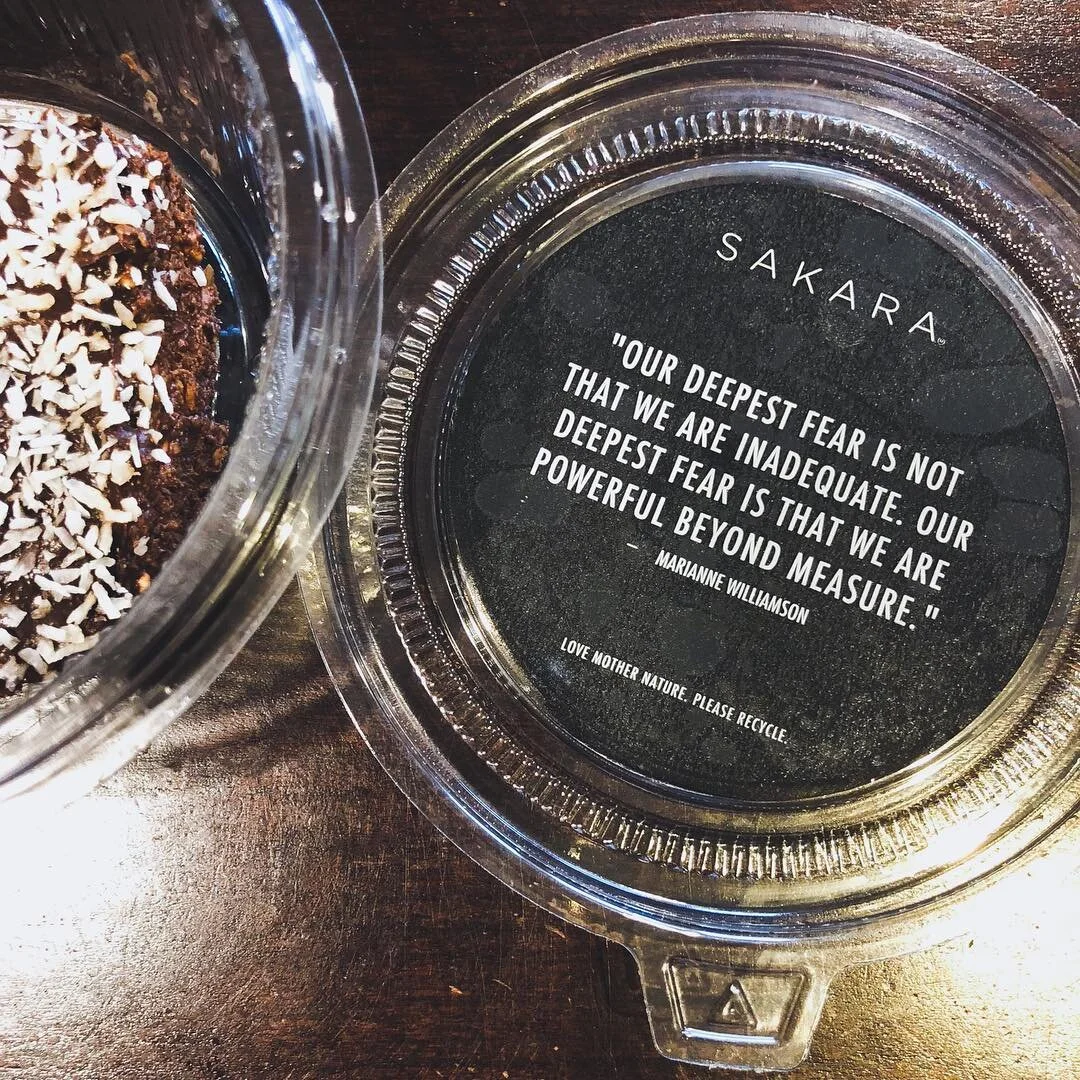 SAKARA
"OUR DEEPEST FEAR IS NOT
THAT WE ARE INADEQUATE. OUR
DEEPEST FEAR IS THAT WE ARE
POWERFUL BEYOND MEASURE."
– MARIANNE WILLIAMSON
LOVE MOTHER NATURE. PLEASE RECYCLE.